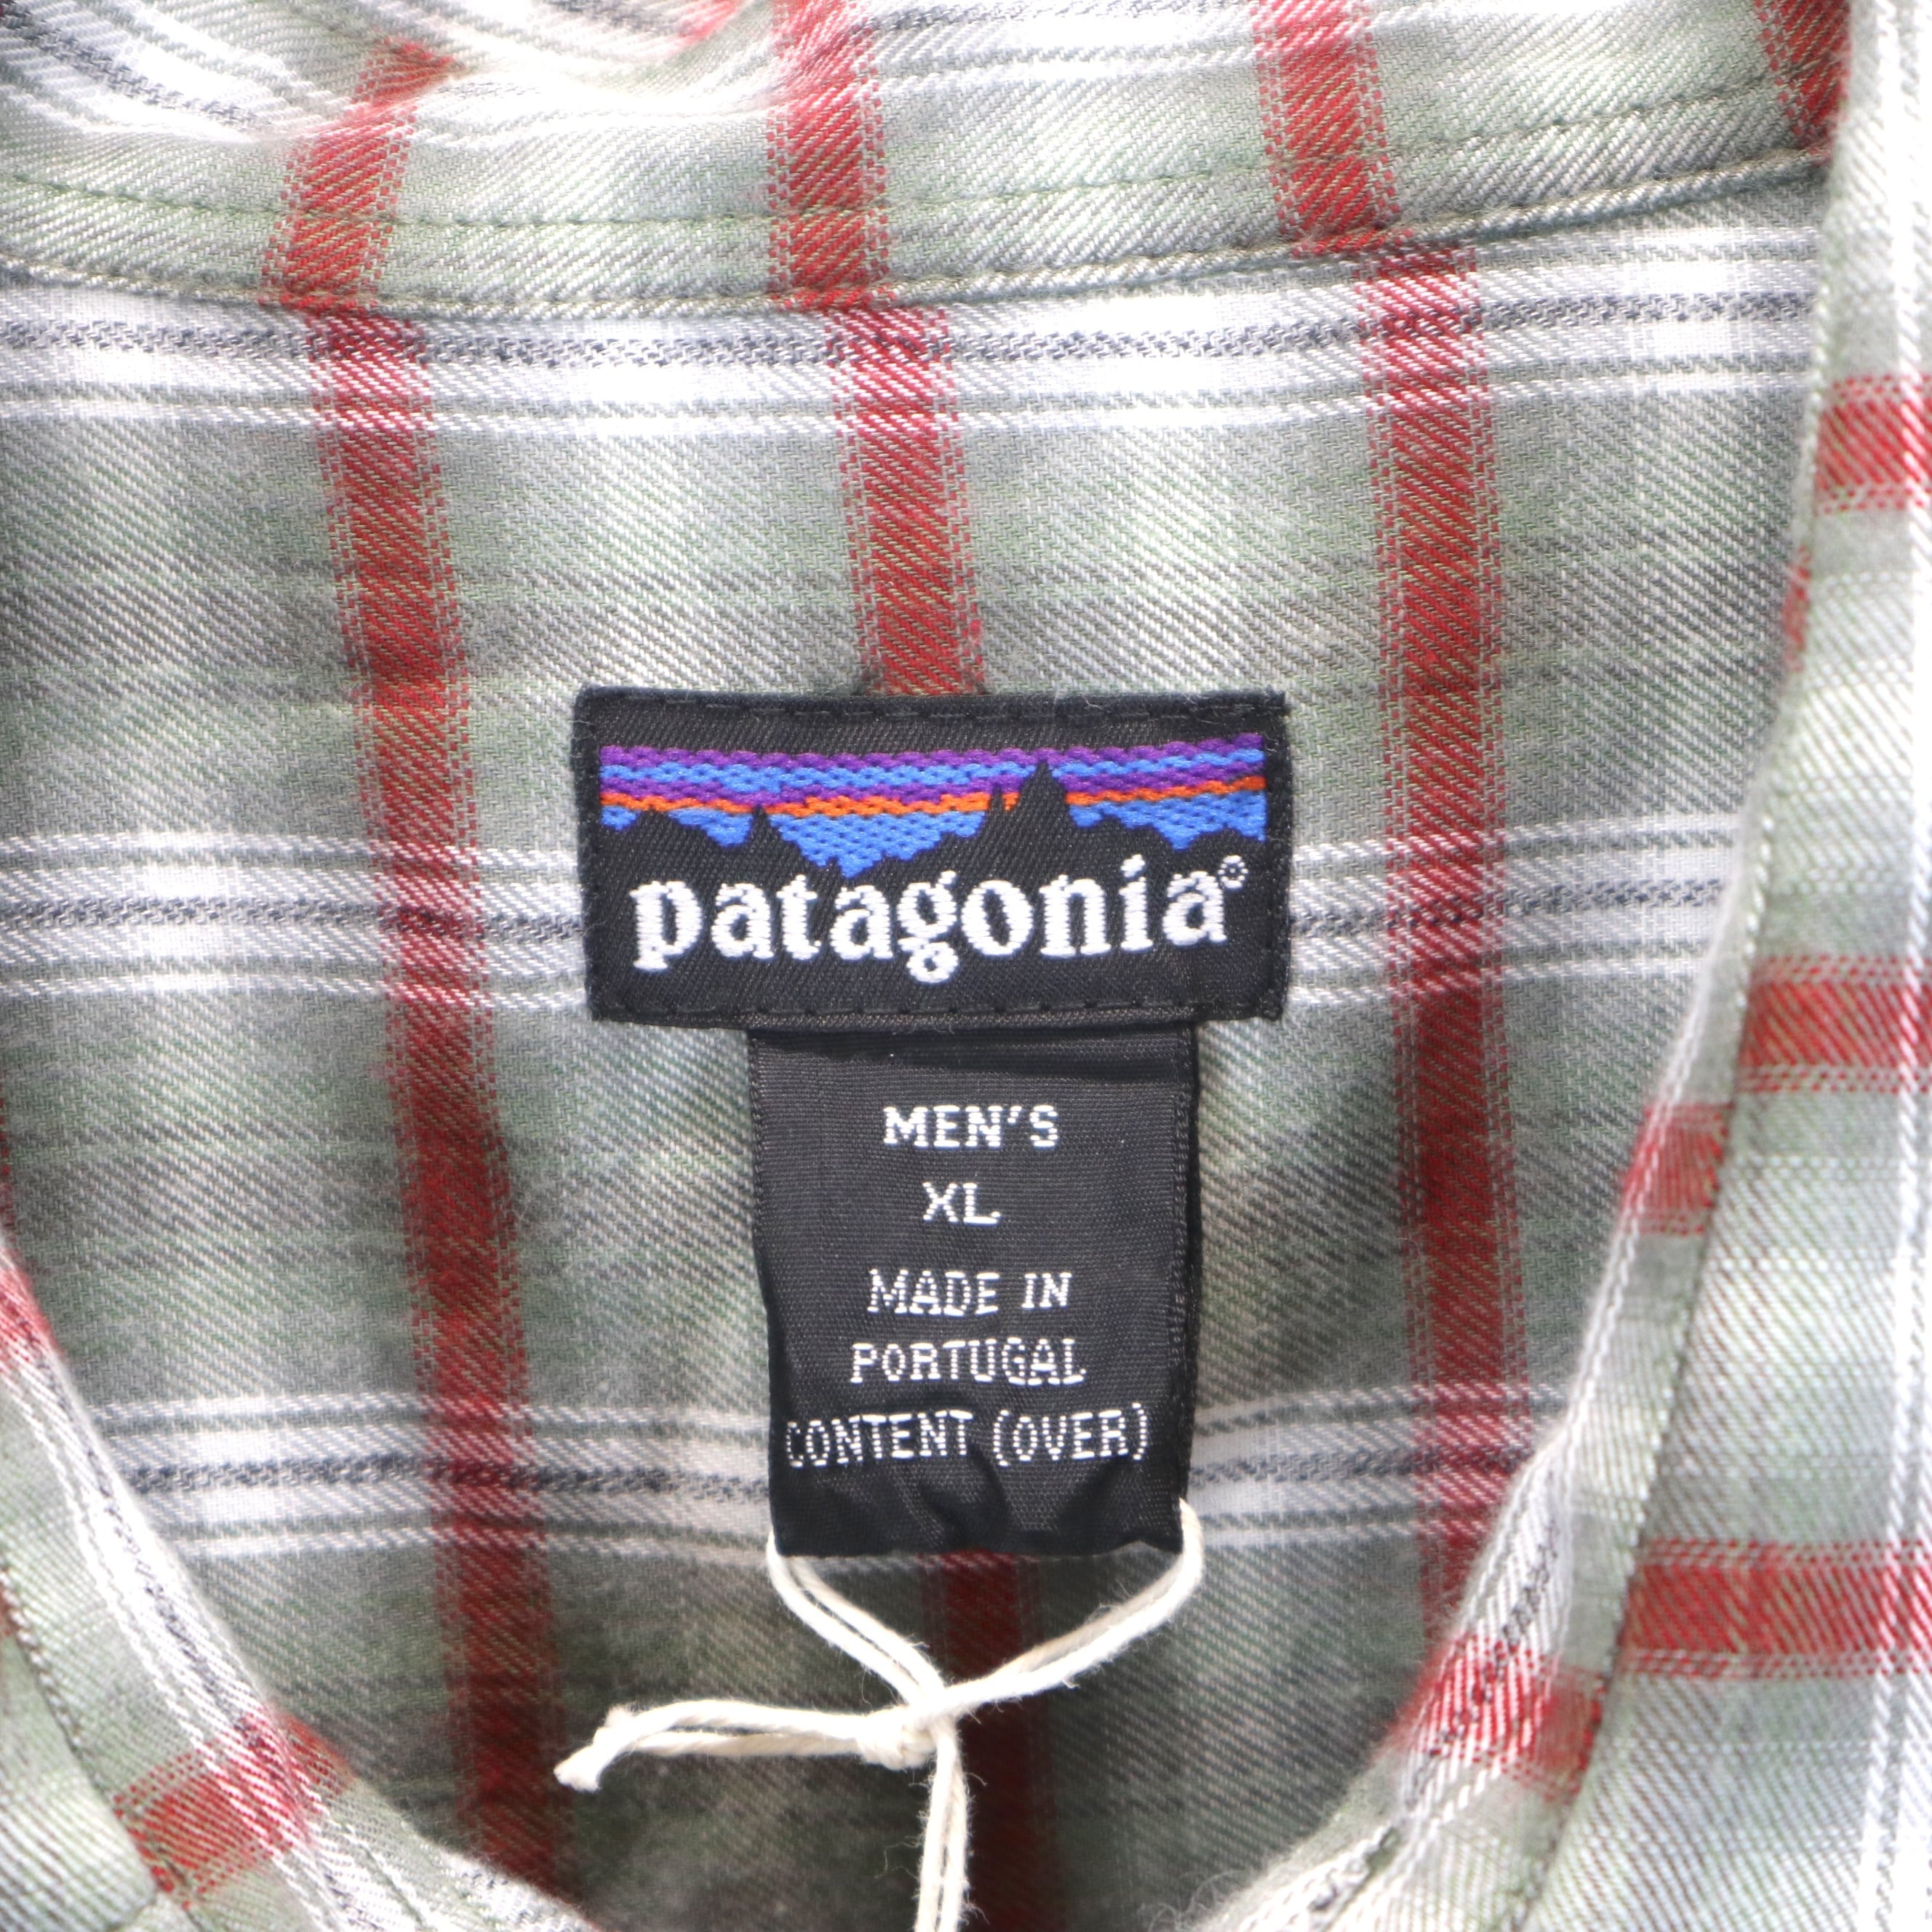 patagonia®
MEN'S
XL
MADE IN
PORTUGAL
CONTENT (OVER)